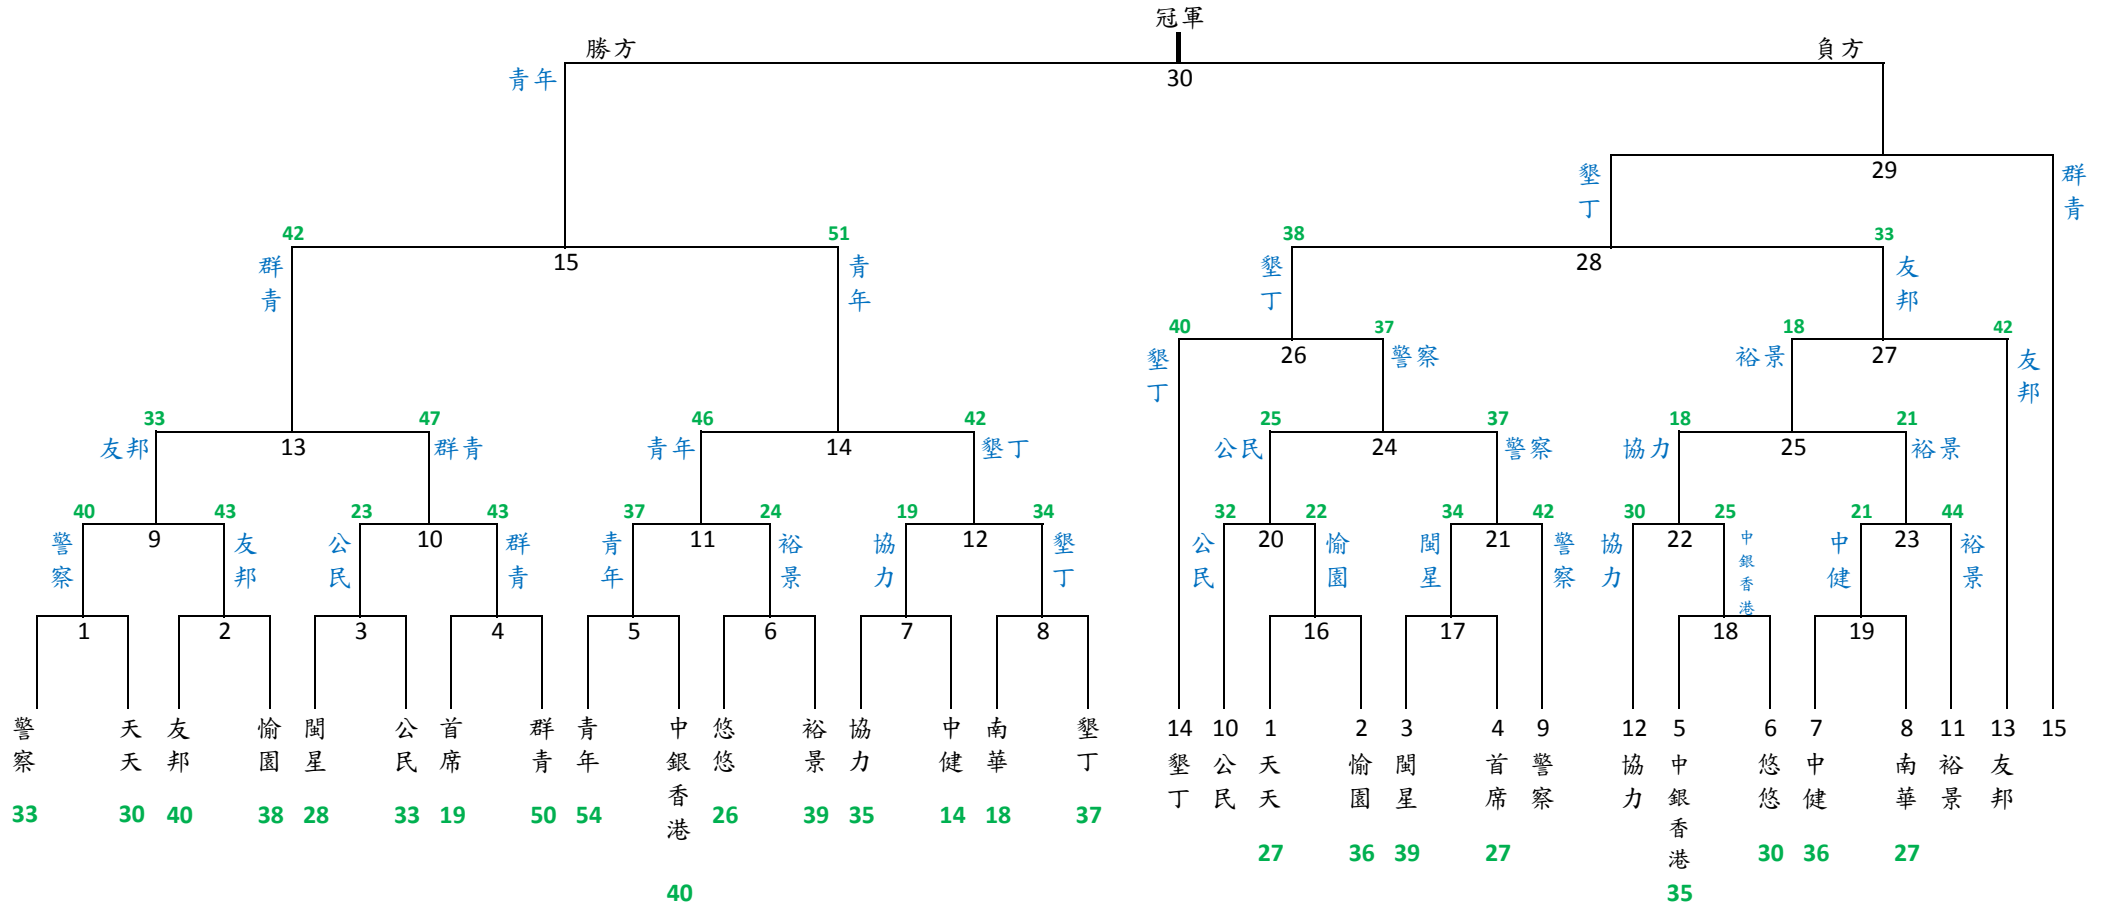 冠軍
勝方 負方
青年 30
墾丁 29 群青
42 51 38 33
群青 15 青年 墾丁 28 友邦
40 37 18 42
墾丁 26 警察 裕景 27 友邦
33 47 46 42 25 37 18 21
友邦 13 群青 青年 14 墾丁 公民 24 警察 協力 25 裕景
40 43 23 43 37 24 19 34 32 22 34 42 30 25 21 44
警察 9 友邦 公民 10 群青 青年 11 裕景 協力 12 墾丁 公民 20 愉園 閩星 21 警察 協力 22 中銀香港 中健 23 裕景
1 2 3 4 5 6 7 8 16 17 18 19
警察 天天 友邦 愉園 閩星 公民 首席 群青 青年 中銀香港 悠悠 裕景 協力 中健 南華 墾丁
14 10 1 2 3 4 9 12 5 6 7 8 11 13 15
墾丁 公民 天天 愉園 閩星 首席 警察 協力 中銀香港 悠悠 中健 南華 裕景 友邦
33 30 40 38 28 33 19 50 54 26 39 35 14 18 37
27 36 39 27 30 36 27
40 35